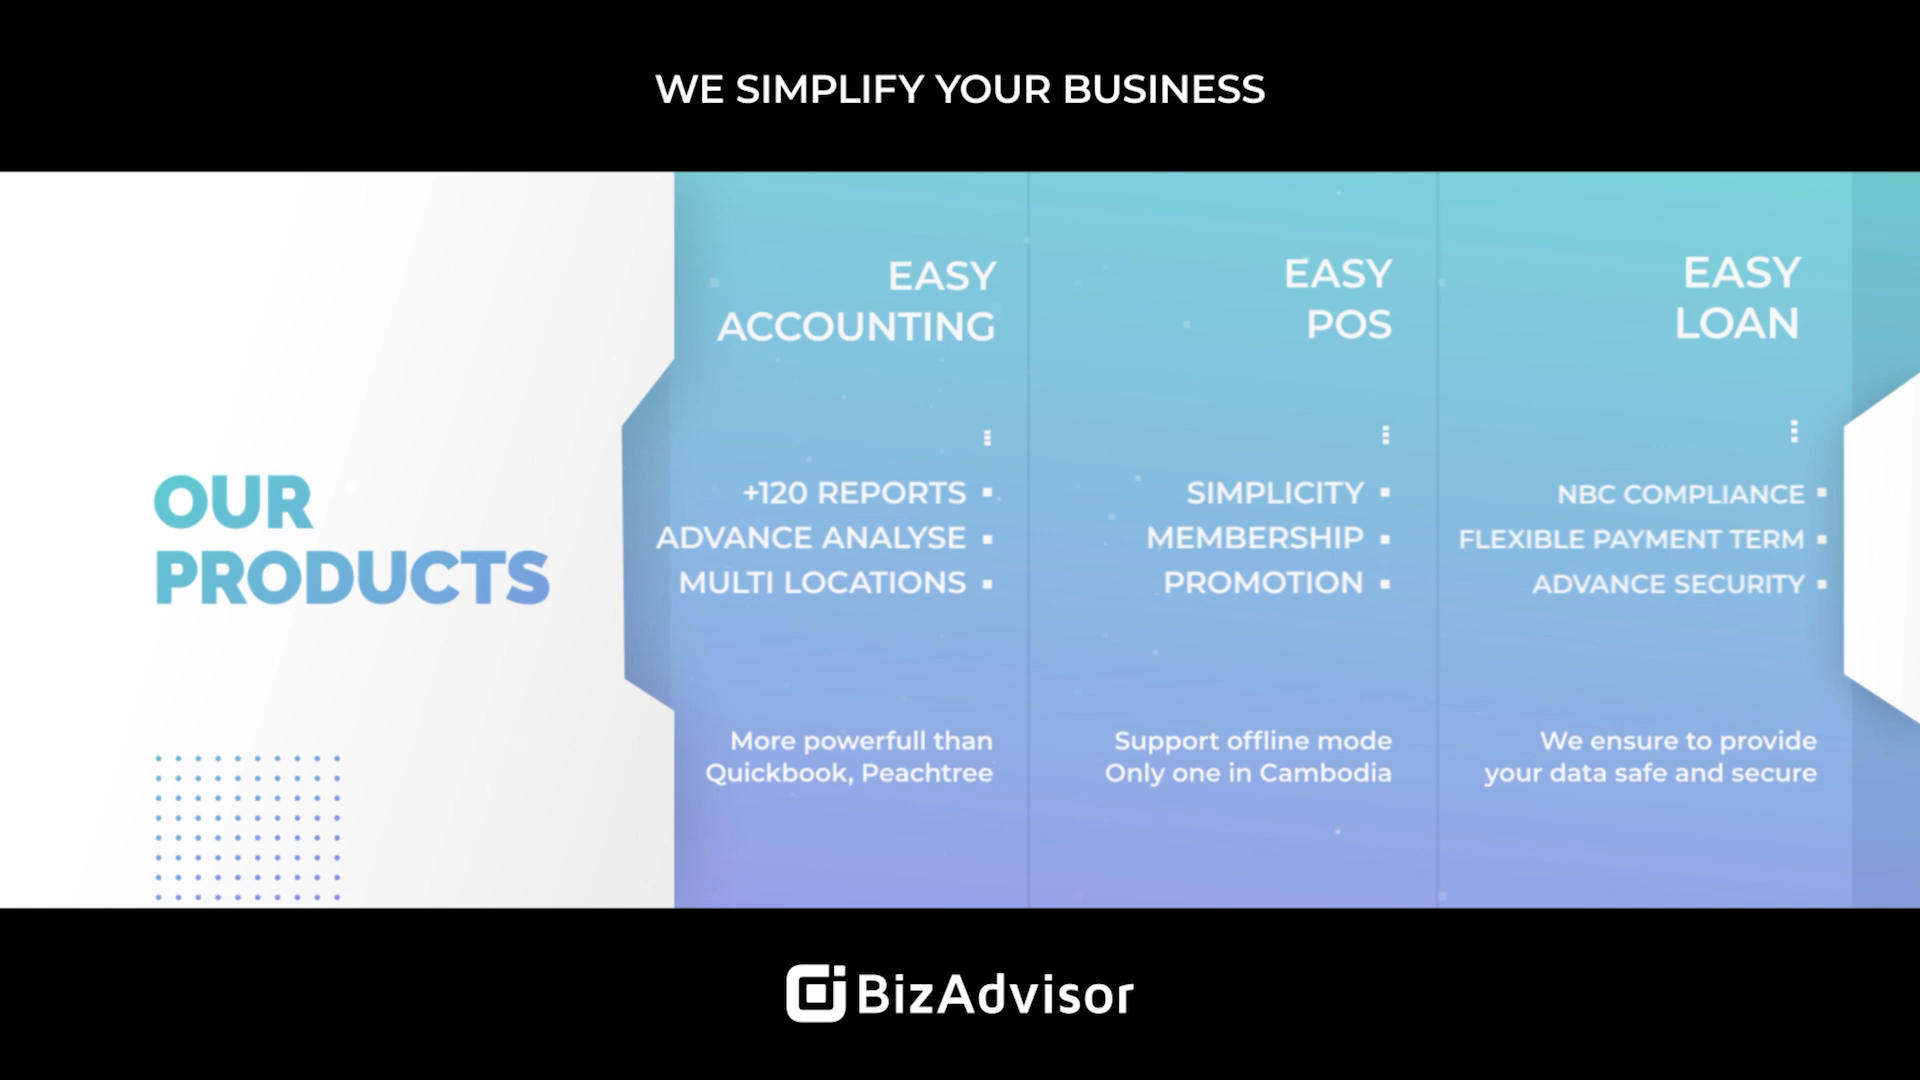 WE SIMPLIFY YOUR BUSINESS
OUR
PRODUCTS
EASY
ACCOUNTING
+120 REPORTS
ADVANCE ANALYSE
MULTI LOCATIONS
More powerfull than
Quickbook, Peachtree
EASY
POS
SIMPLICITY
MEMBERSHIP
PROMOTION
Support offline mode
Only one in Cambodia
EASY
LOAN
NBC COMPLIANCE
FLEXIBLE PAYMENT TERM
ADVANCE SECURITY
We ensure to provide
your data safe and secure
BizAdvisor